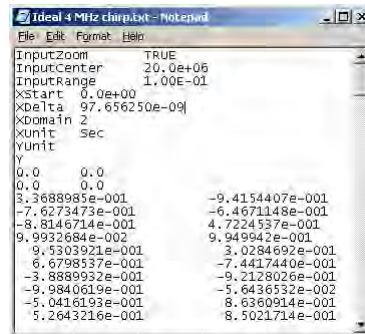 Ideal 4 MHz chirp.txt - Notepad
File Edit Format Help
InputZoom TRUE
InputCenter 20.0e+06
InputRange 1.00E-01
XStart 0.0e+00
XDelta 97.656250e-09
XDomain 2
XUnit Sec
YUnit
Y
0.0 0.0
0.0 0.0
3.3688985e-001 -9.4154407e-001
-7.6273473e-001 -6.4671148e-001
-8.8146714e-001 4.7224537e-001
9.9932684e-002 9.949942e-001
9.5303921e-001 3.0284692e-001
6.6798537e-001 -7.4417440e-001
-3.8889932e-001 -9.2128026e-001
-9.9840619e-001 -5.6436532e-002
-5.0416193e-001 8.6360914e-001
5.2643216e-001 8.5021714e-001